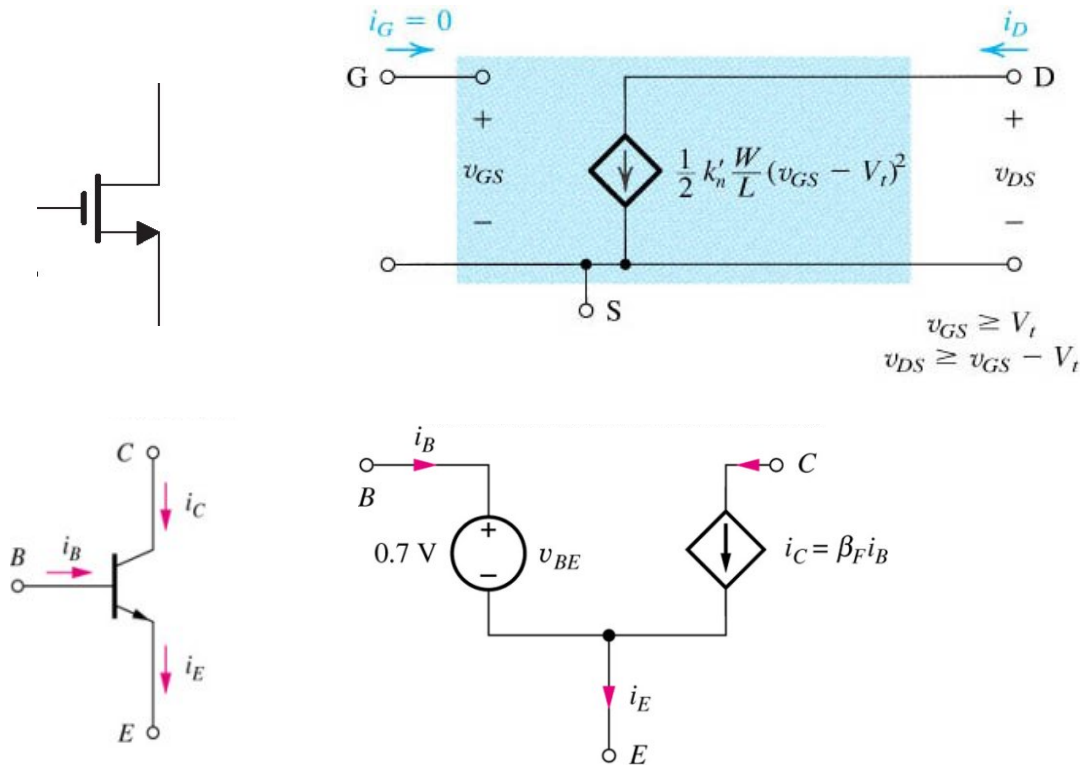 i_G = 0
i_D
G
D
+
+
v_GS
1/2 k'_n W/L (v_GS − V_t)^2
v_DS
−
−
S
v_GS ≥ V_t
v_DS ≥ v_GS − V_t
C
i_C
B
i_B
i_E
E
i_B
B
C
+
0.7 V
v_BE
−
i_C = β_F i_B
i_E
E